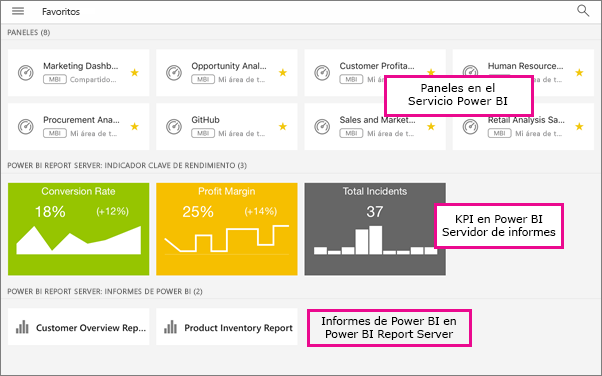 Favoritos
PANELES (8)
Marketing Dashb...
MBI Compartido...
Opportunity Anal...
MBI Mi área de t...
Customer Profita...
MBI Mi área de t...
Human Resource...
MBI
Paneles en el
Servicio Power BI
Procurement Ana...
MBI Mi área de t...
GitHub
MBI Mi área de t...
Sales and Market...
MBI Mi área de t...
Retail Analysis Sa...
MBI Mi área de t...
POWER BI REPORT SERVER: INDICADOR CLAVE DE RENDIMIENTO (3)
Conversion Rate
18% (+12%)
Profit Margin
25% (+14%)
Total Incidents
37
KPI en Power BI
Servidor de informes
POWER BI REPORT SERVER: INFORMES DE POWER BI (2)
Customer Overview Rep...
Product Inventory Report
Informes de Power BI en
Power BI Report Server